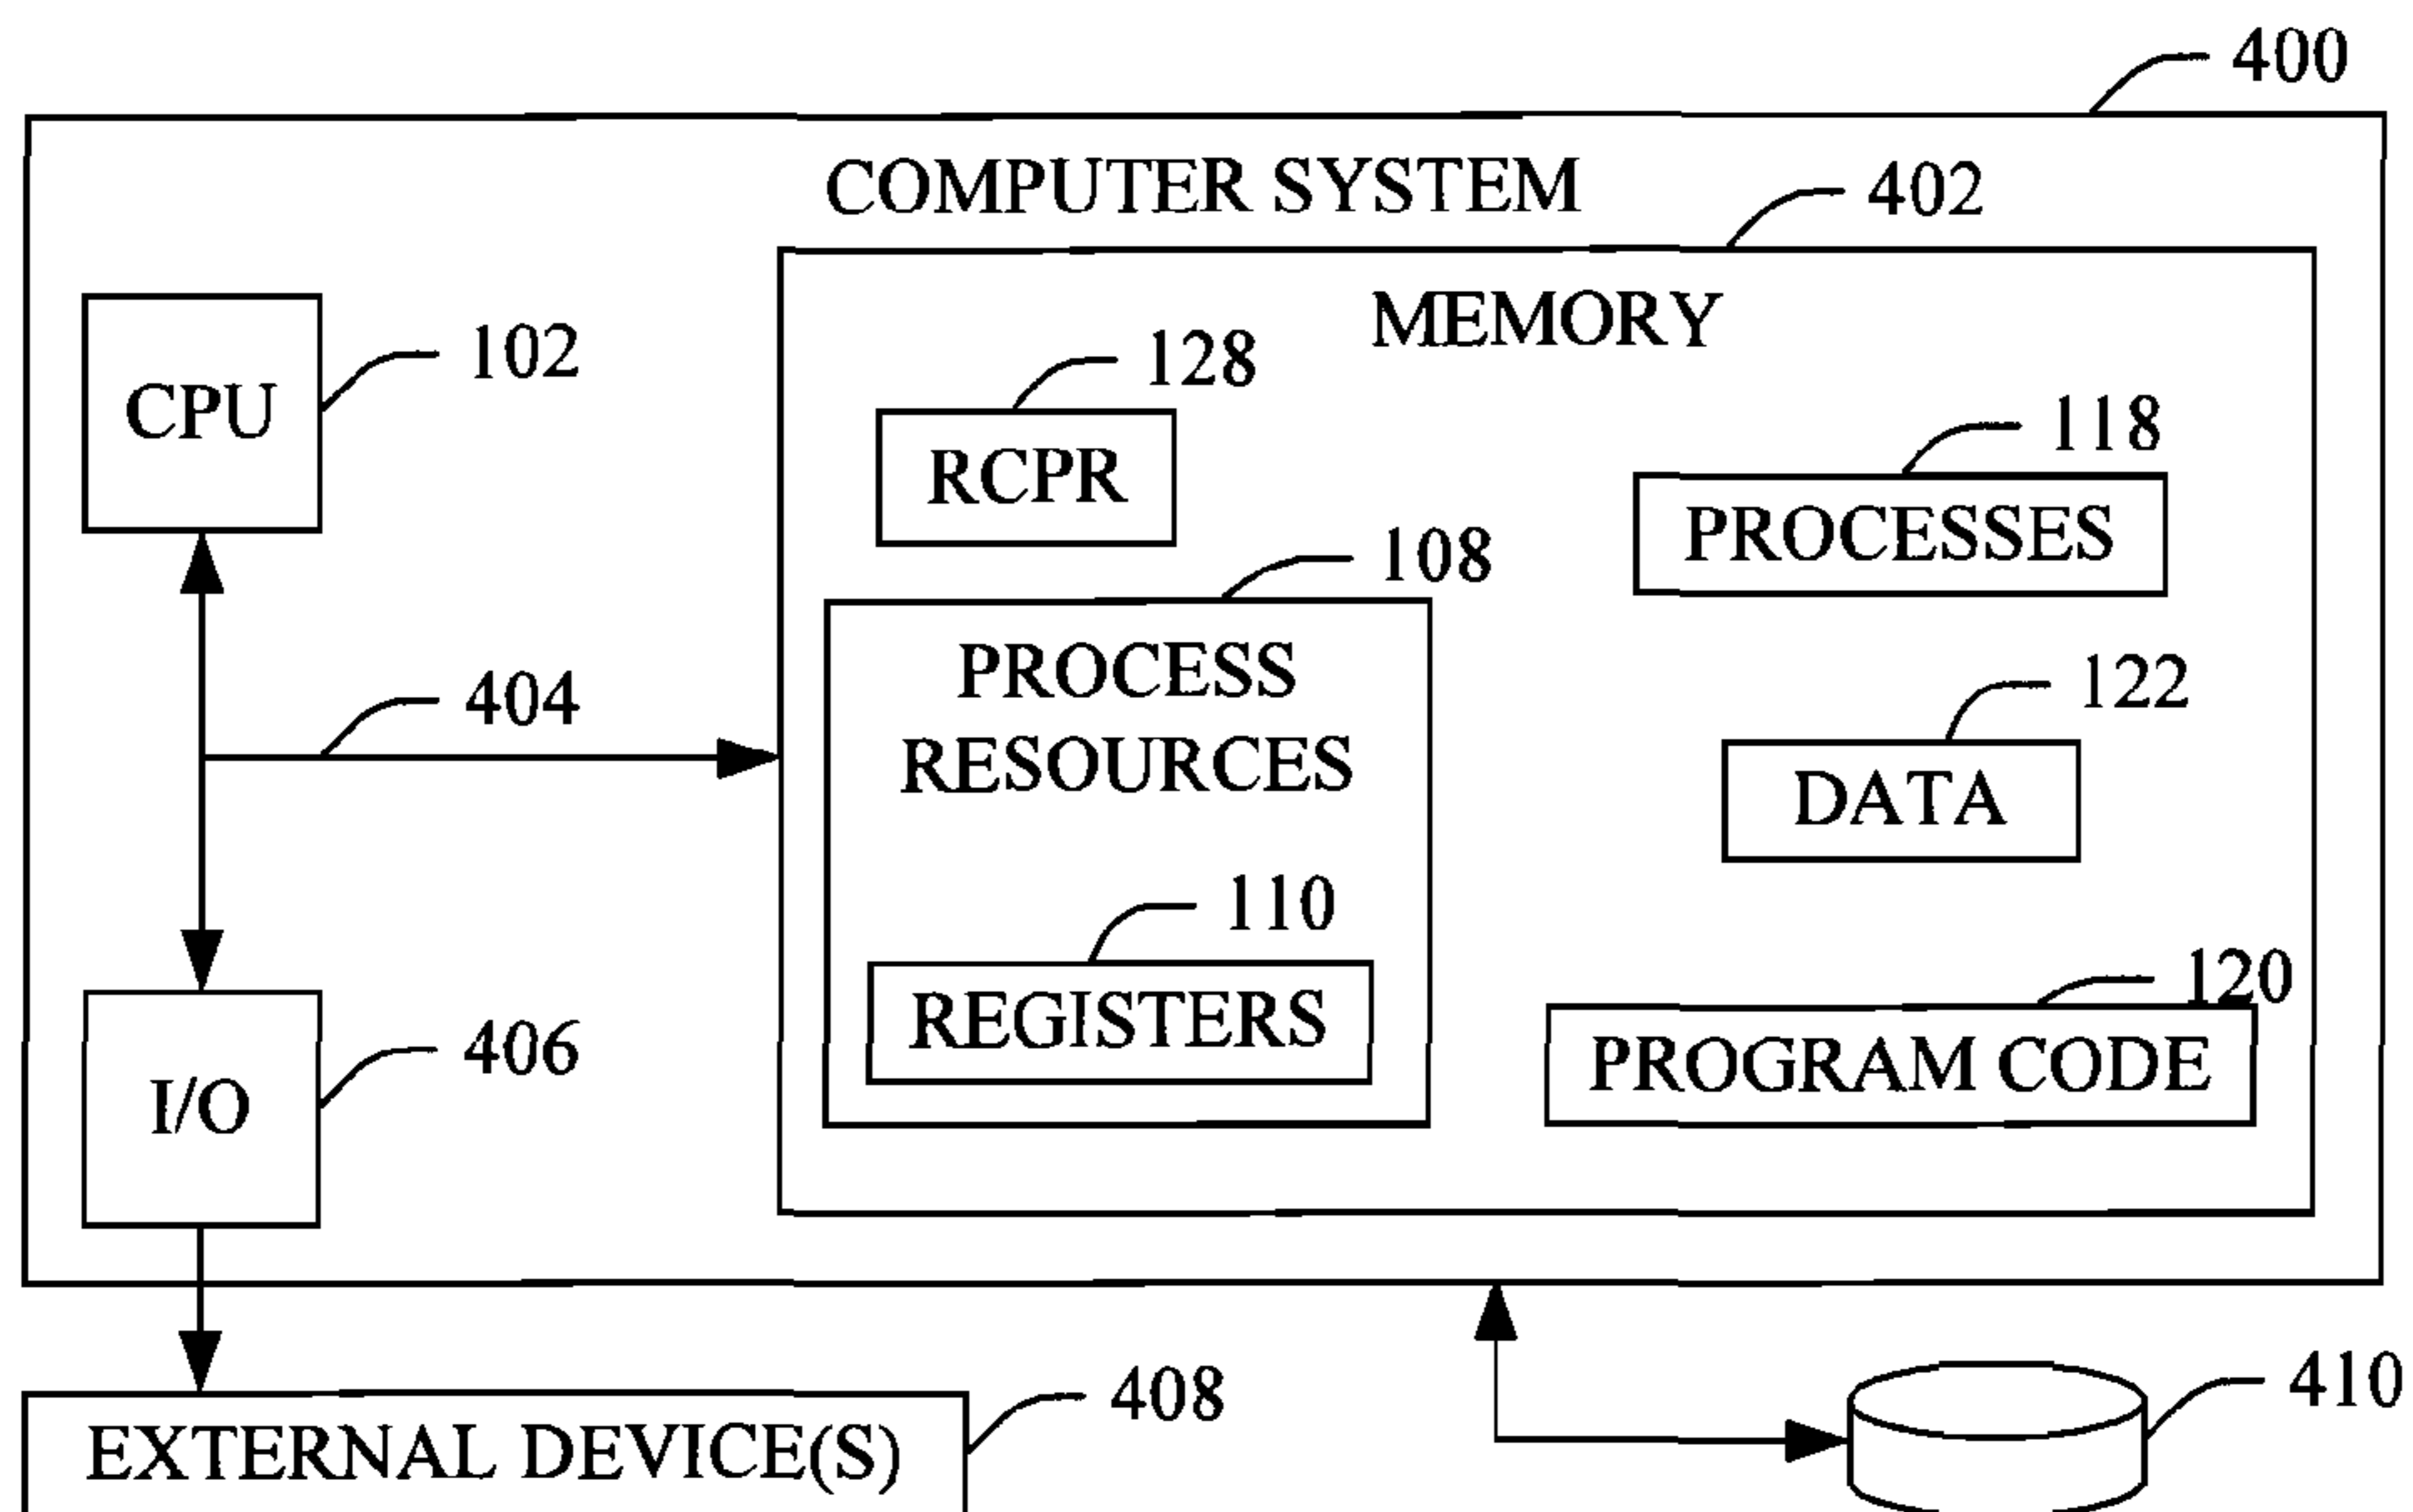 400
COMPUTER SYSTEM
402
MEMORY
CPU
102
128
RCPR
118
PROCESSES
108
PROCESS
RESOURCES
404
122
DATA
110
REGISTERS
120
PROGRAM CODE
I/O
406
EXTERNAL DEVICE(S)
408
410